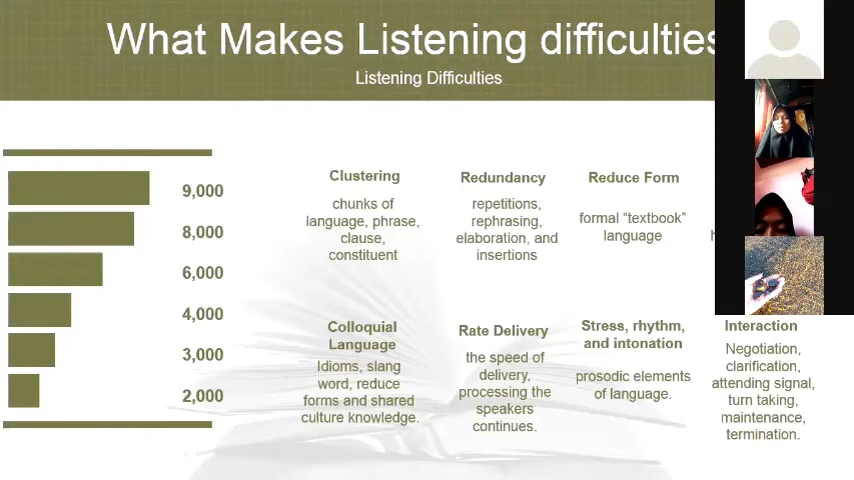 What Makes Listening difficulties
Listening Difficulties
9,000
8,000
6,000
4,000
3,000
2,000
Clustering
chunks of
language, phrase,
clause,
constituent
Redundancy
repetitions,
rephrasing,
elaboration, and
insertions
Reduce Form
formal “textbook”
language
Colloquial
Language
Idioms, slang
word, reduce
forms and shared
culture knowledge.
Rate Delivery
the speed of
delivery,
processing the
speakers
continues.
Stress, rhythm,
and intonation
prosodic elements
of language.
Interaction
Negotiation,
clarification,
attending signal,
turn taking,
maintenance,
termination.